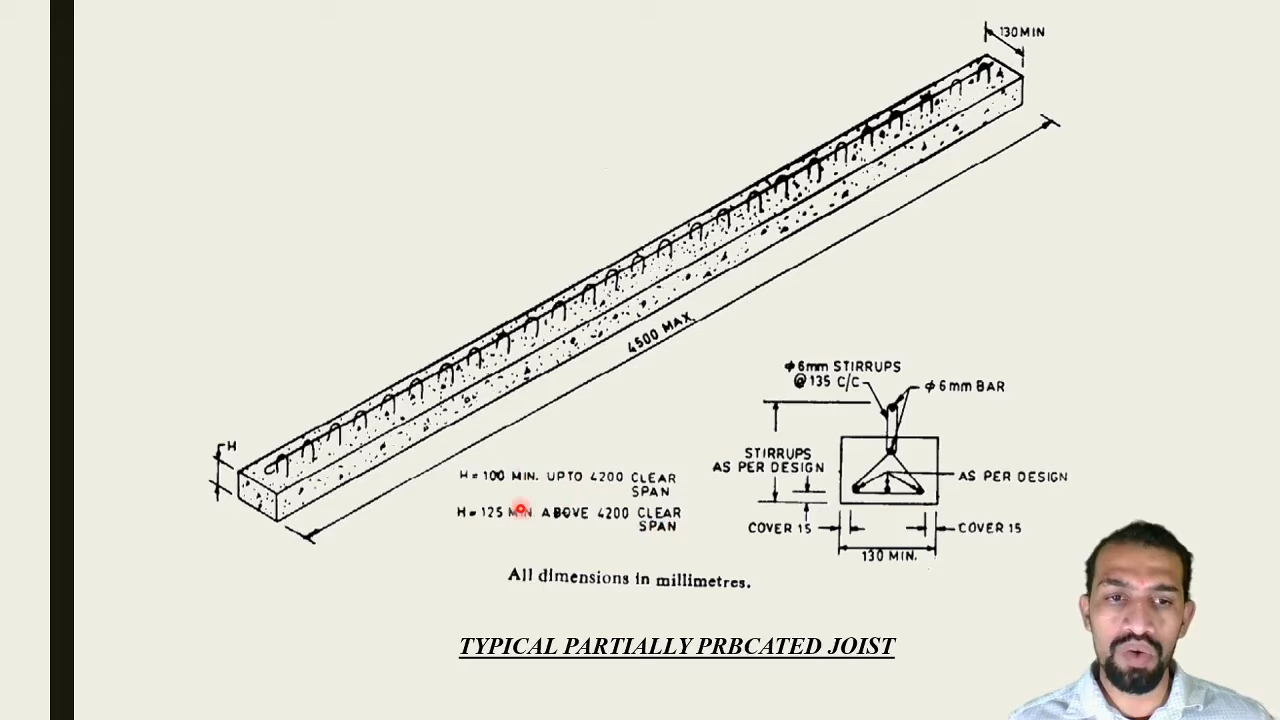 130 MIN
4500 MAX
H
H = 100 MIN. UPTO 4200 CLEAR
SPAN
H = 125 MIN ABOVE 4200 CLEAR
SPAN
ϕ 6mm STIRRUPS
@ 135 C/C
ϕ 6mm BAR
STIRRUPS
AS PER DESIGN
AS PER DESIGN
COVER 15
COVER 15
130 MIN.
All dimensions in millimetres.
TYPICAL PARTIALLY PRBCATED JOIST